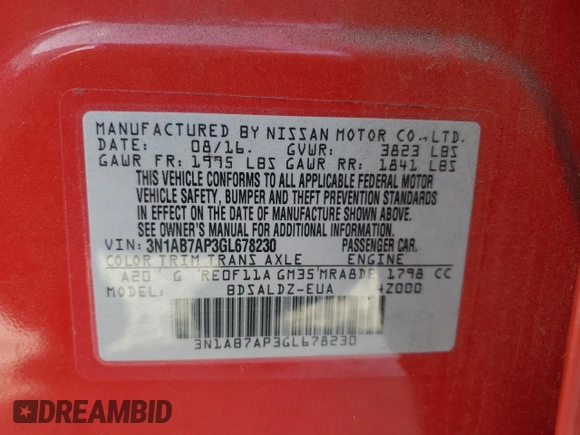 MANUFACTURED BY NISSAN MOTOR CO.,LTD.
DATE: 08/16. GVWR: 3823 LBS
GAWR FR: 1995 LBS GAWR RR: 1841 LBS
THIS VEHICLE CONFORMS TO ALL APPLICABLE FEDERAL MOTOR
VEHICLE SAFETY, BUMPER AND THEFT PREVENTION STANDARDS
IN EFFECT ON THE DATE OF MANUFACTURE SHOWN ABOVE.
SEE OWNER'S MANUAL FOR ADDITIONAL INFORMATION
VIN: 3N1AB7AP3GL678230 PASSENGER CAR.
COLOR TRIM TRANS AXLE ENGINE
A20 G RE0F11A GM35 MRA8DE 1798 CC
MODEL: BDSALDZ-EUA 4Z000
3N1AB7AP3GL678230
DREAMBID